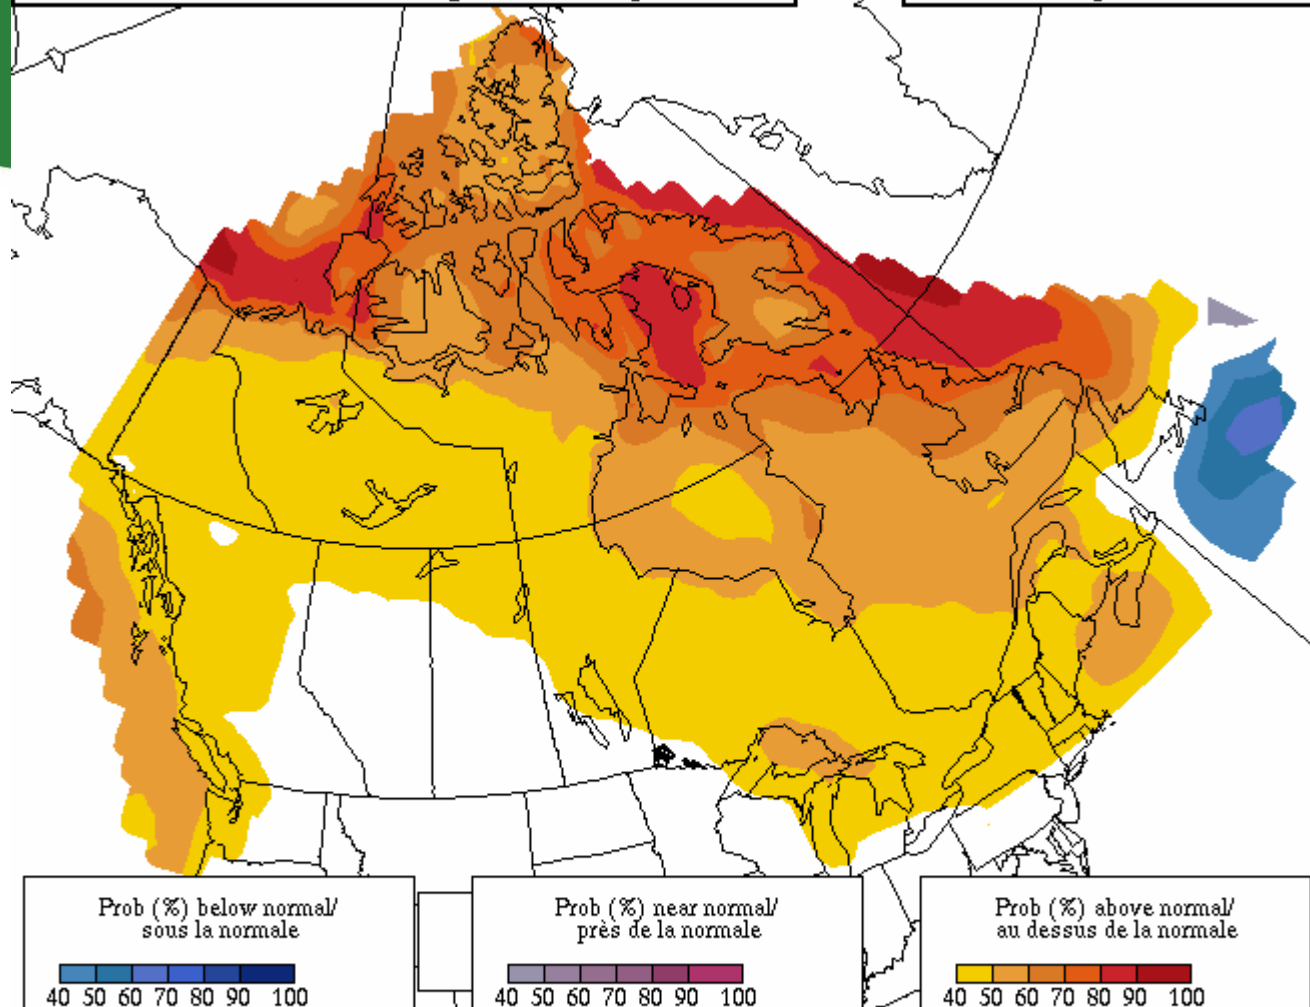 Prob (%) below normal/
sous la normale
40 50 60 70 80 90 100
Prob (%) near normal/
près de la normale
40 50 60 70 80 90 100
Prob (%) above normal/
au dessus de la normale
40 50 60 70 80 90 100